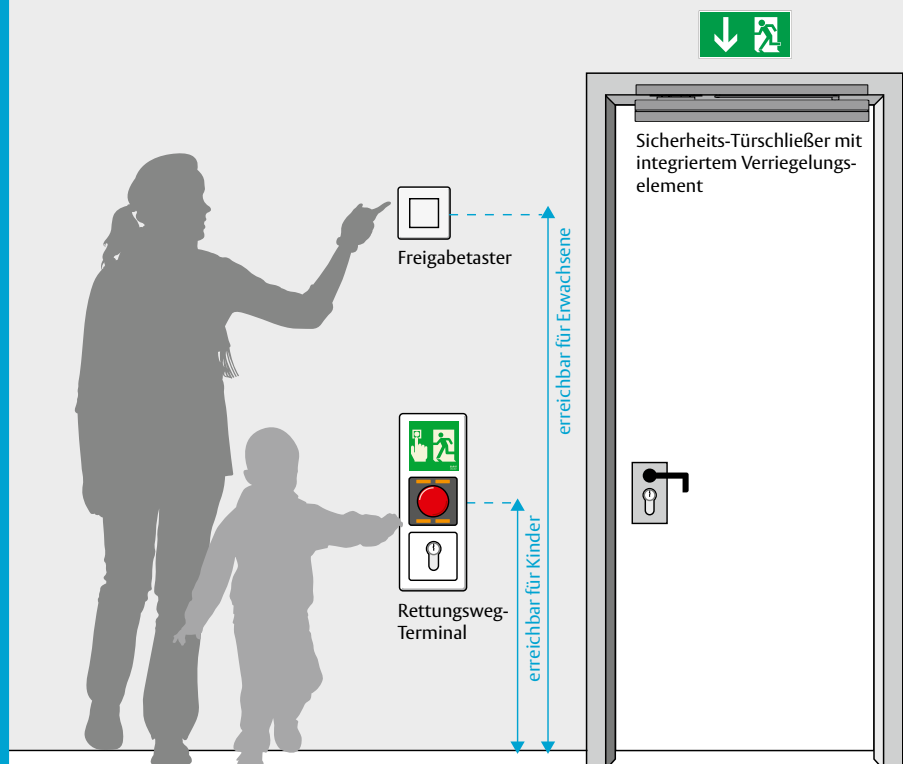 Sicherheits-Türschließer mit
integriertem Verriegelungs-
element
Freigabetaster
erreichbar für Erwachsene
Rettungsweg-
Terminal
erreichbar für Kinder